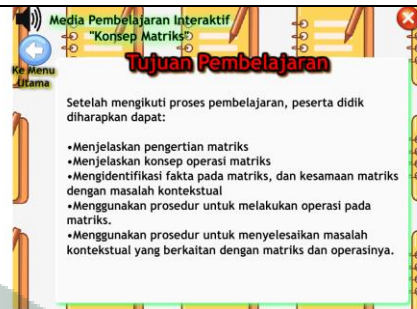 Media Pembelajaran Interaktif
"Konsep Matriks"
Ke Menu
Utama
Tujuan Pembelajaran
Setelah mengikuti proses pembelajaran, peserta didik
diharapkan dapat:
•Menjelaskan pengertian matriks
•Menjelaskan konsep operasi matriks
•Mengidentifikasi fakta pada matriks, dan kesamaan matriks
dengan masalah kontekstual
•Menggunakan prosedur untuk melakukan operasi pada
matriks.
•Menggunakan prosedur untuk menyelesaikan masalah
kontekstual yang berkaitan dengan matriks dan operasinya.